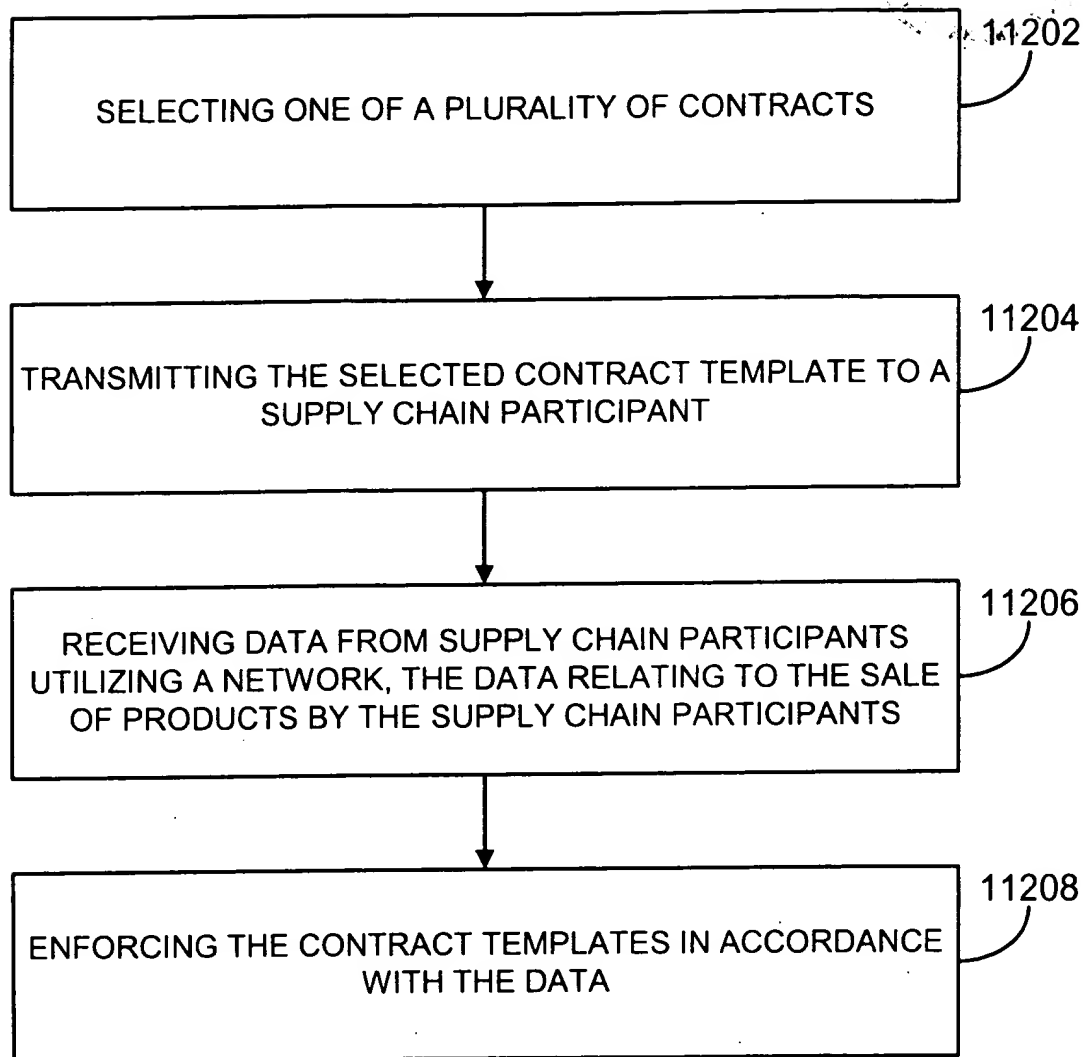 11202
SELECTING ONE OF A PLURALITY OF CONTRACTS
11204
TRANSMITTING THE SELECTED CONTRACT TEMPLATE TO A
SUPPLY CHAIN PARTICIPANT
11206
RECEIVING DATA FROM SUPPLY CHAIN PARTICIPANTS
UTILIZING A NETWORK, THE DATA RELATING TO THE SALE
OF PRODUCTS BY THE SUPPLY CHAIN PARTICIPANTS
11208
ENFORCING THE CONTRACT TEMPLATES IN ACCORDANCE
WITH THE DATA